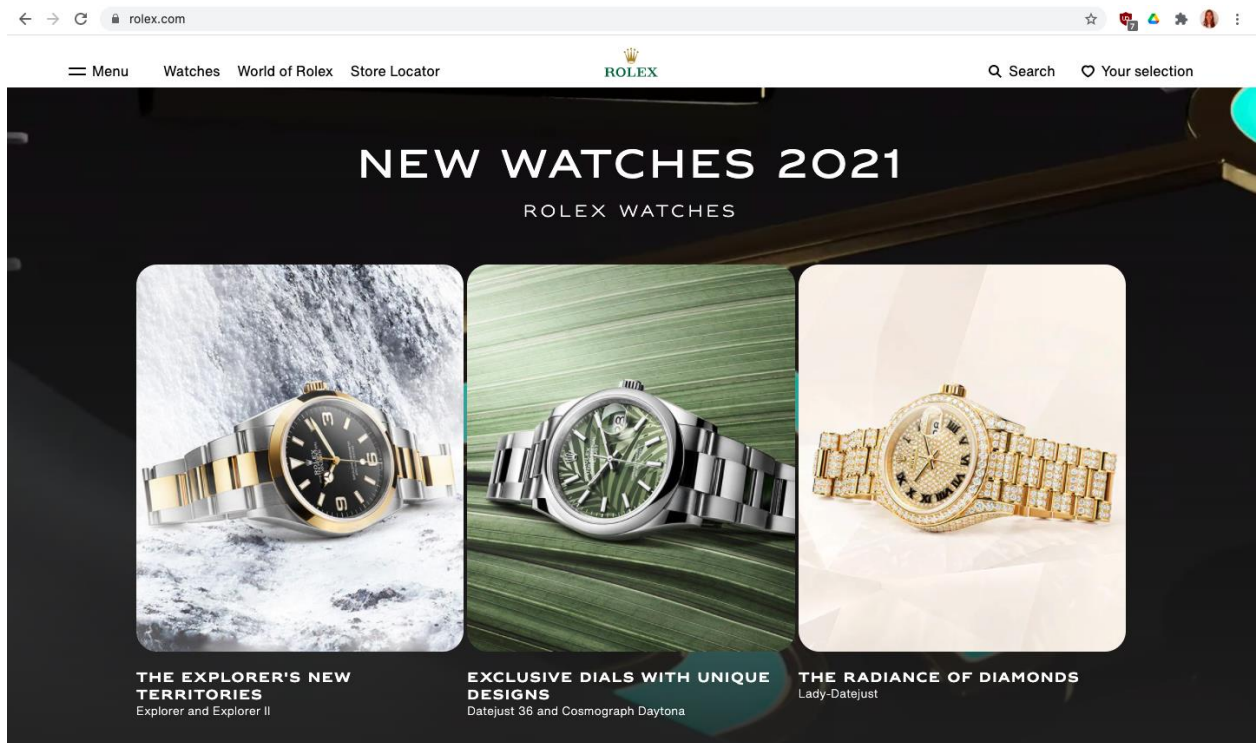 rolex.com
7
Menu Watches World of Rolex Store Locator ROLEX Search Your selection
NEW WATCHES 2021
ROLEX WATCHES
THE EXPLORER'S NEW TERRITORIES
Explorer and Explorer II
EXCLUSIVE DIALS WITH UNIQUE DESIGNS
Datejust 36 and Cosmograph Daytona
THE RADIANCE OF DIAMONDS
Lady-Datejust